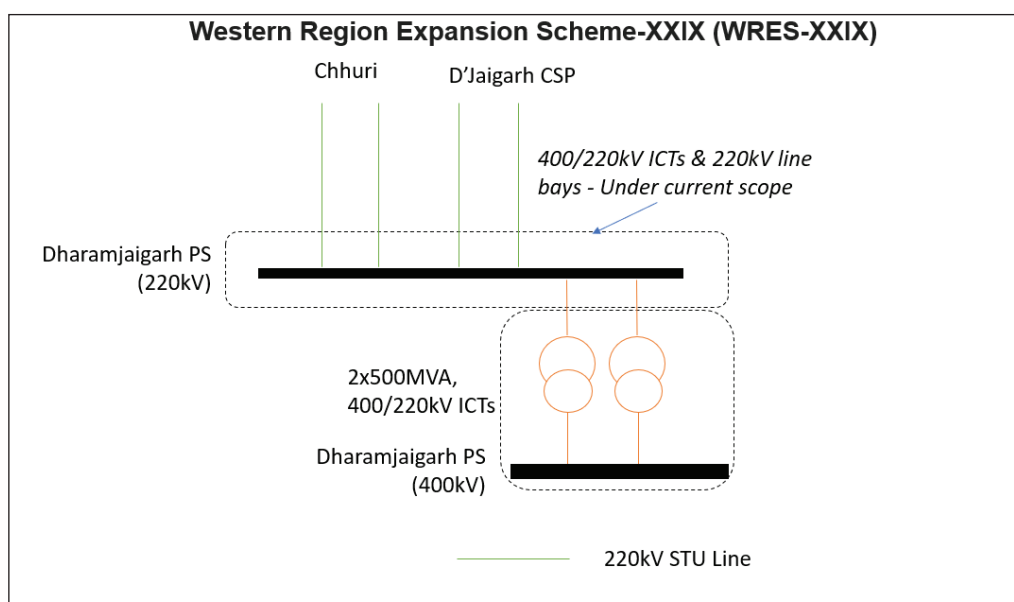 Western Region Expansion Scheme-XXIX (WRES-XXIX)
Chhuri
D'Jaigarh CSP
400/220kV ICTs & 220kV line
bays - Under current scope
Dharamjaigarh PS
(220kV)
2x500MVA,
400/220kV ICTs
Dharamjaigarh PS
(400kV)
220kV STU Line